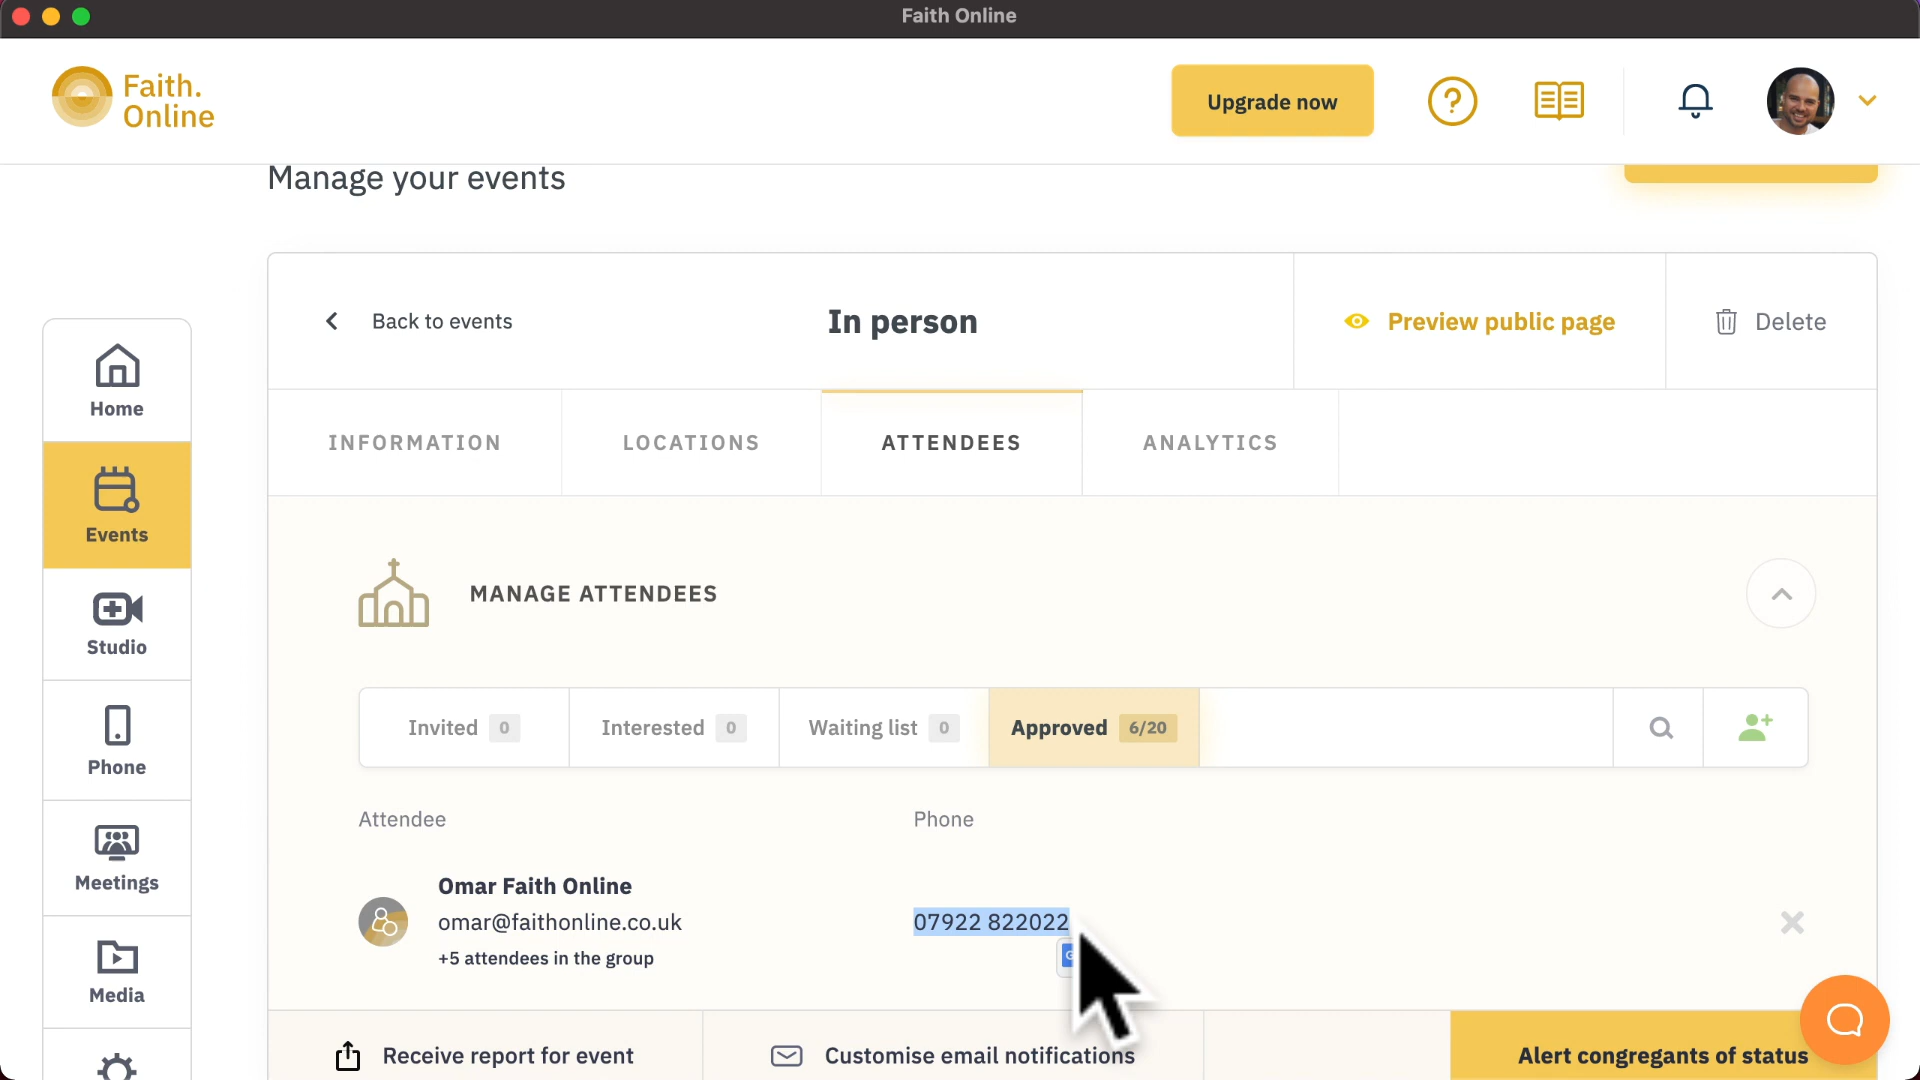 Faith Online
Faith.
Online
Upgrade now
Manage your events
Back to events
In person
Preview public page
Delete
Home
Events
Studio
Phone
Meetings
Media
INFORMATION
LOCATIONS
ATTENDEES
ANALYTICS
MANAGE ATTENDEES
Invited 0
Interested 0
Waiting list 0
Approved 6/20
Attendee
Phone
Omar Faith Online
omar@faithonline.co.uk
07922 822022
+5 attendees in the group
Receive report for event
Customise email notifications
Alert congregants of status